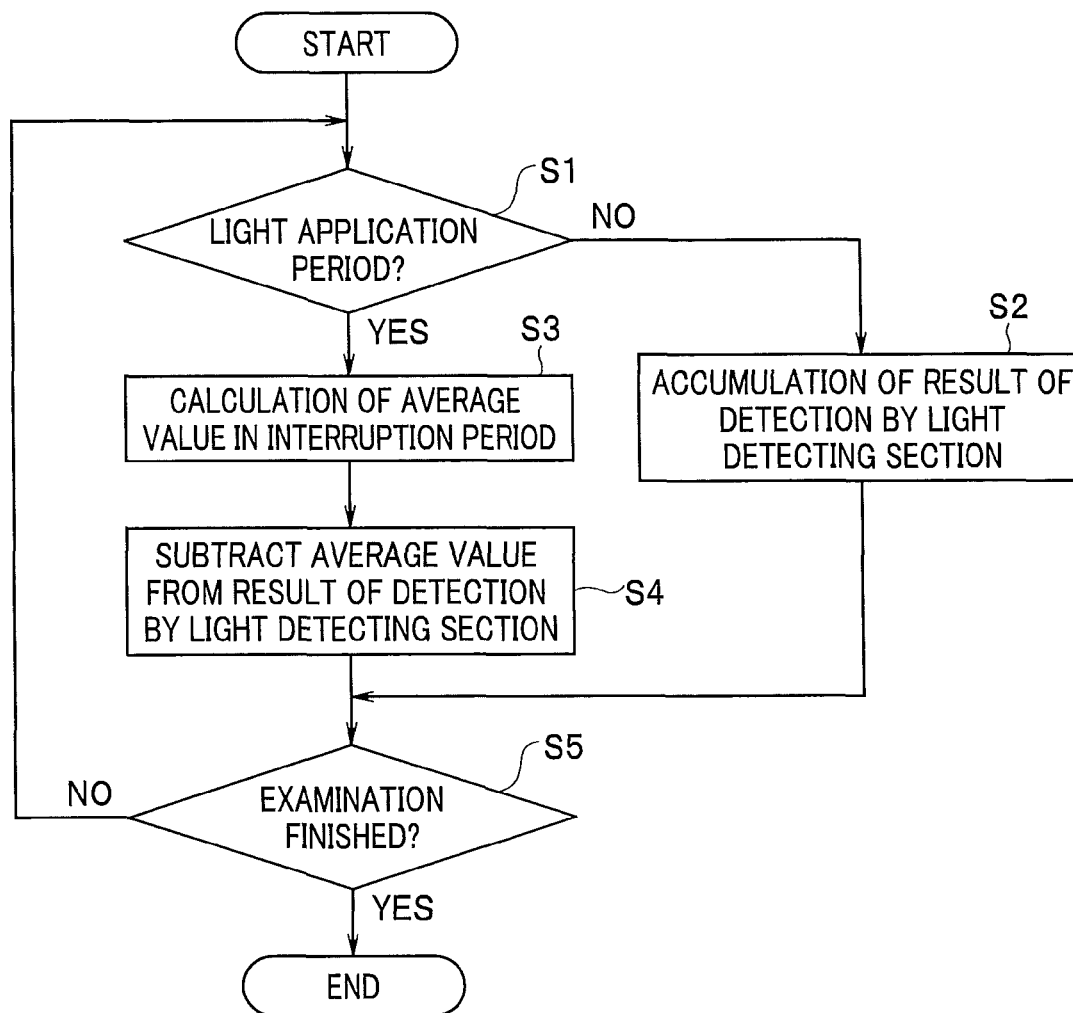 START
S1
LIGHT APPLICATION
PERIOD?
NO
YES
S3
CALCULATION OF AVERAGE
VALUE IN INTERRUPTION PERIOD
S2
ACCUMULATION OF RESULT OF
DETECTION BY LIGHT
DETECTING SECTION
SUBTRACT AVERAGE VALUE
FROM RESULT OF DETECTION
BY LIGHT DETECTING SECTION
S4
S5
EXAMINATION
FINISHED?
NO
YES
END